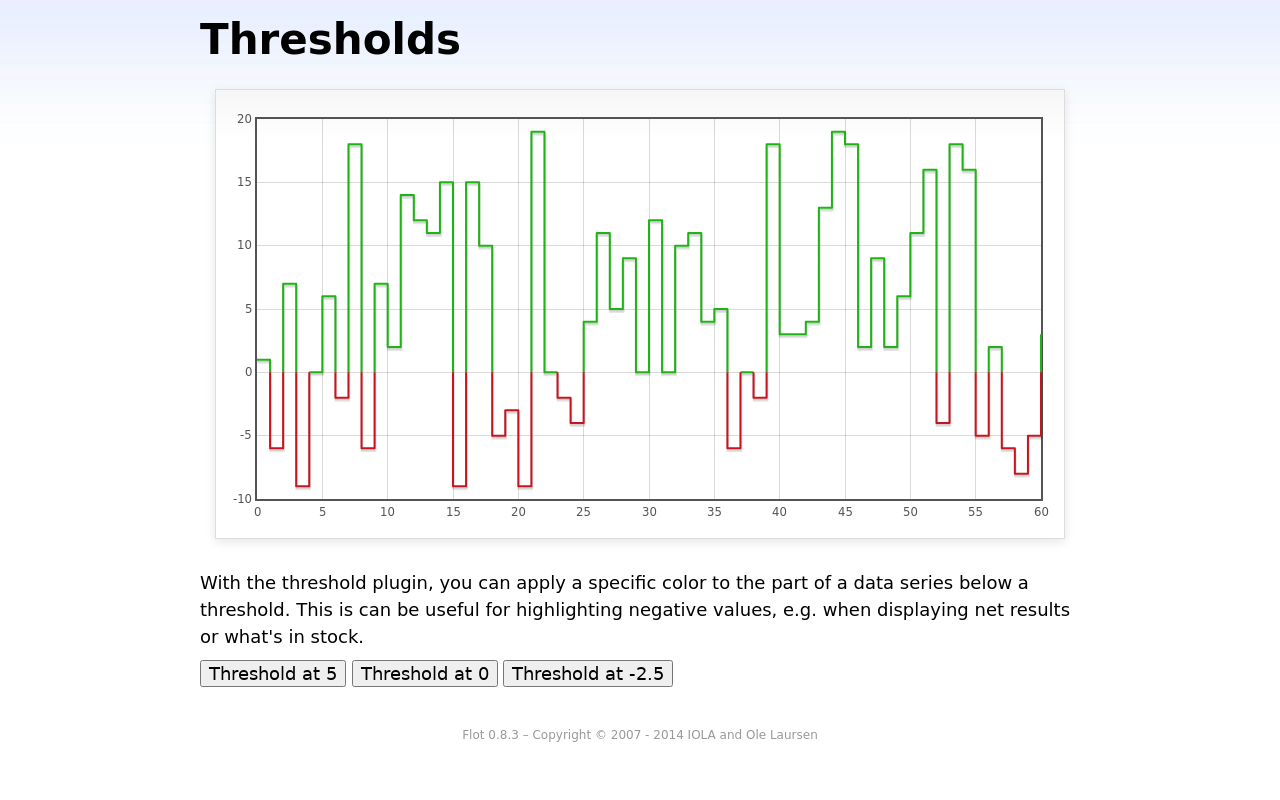 Thresholds
20
15
10
5
0
-5
-10
0 5 10 15 20 25 30 35 40 45 50 55 60
With the threshold plugin, you can apply a specific color to the part of a data series below a
threshold. This is can be useful for highlighting negative values, e.g. when displaying net results
or what's in stock.
Threshold at 5 Threshold at 0 Threshold at -2.5
Flot 0.8.3 – Copyright © 2007 - 2014 IOLA and Ole Laursen